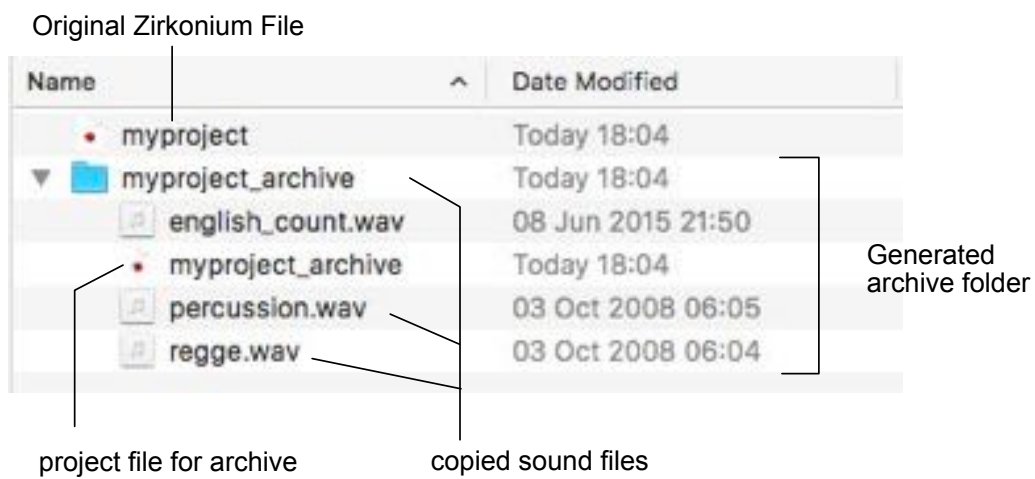 Original Zirkonium File
Name Date Modified
myproject Today 18:04
myproject_archive Today 18:04
english_count.wav 08 Jun 2015 21:50
myproject_archive Today 18:04
percussion.wav 03 Oct 2008 06:05
regge.wav 03 Oct 2008 06:04
Generated
archive folder
project file for archive
copied sound files